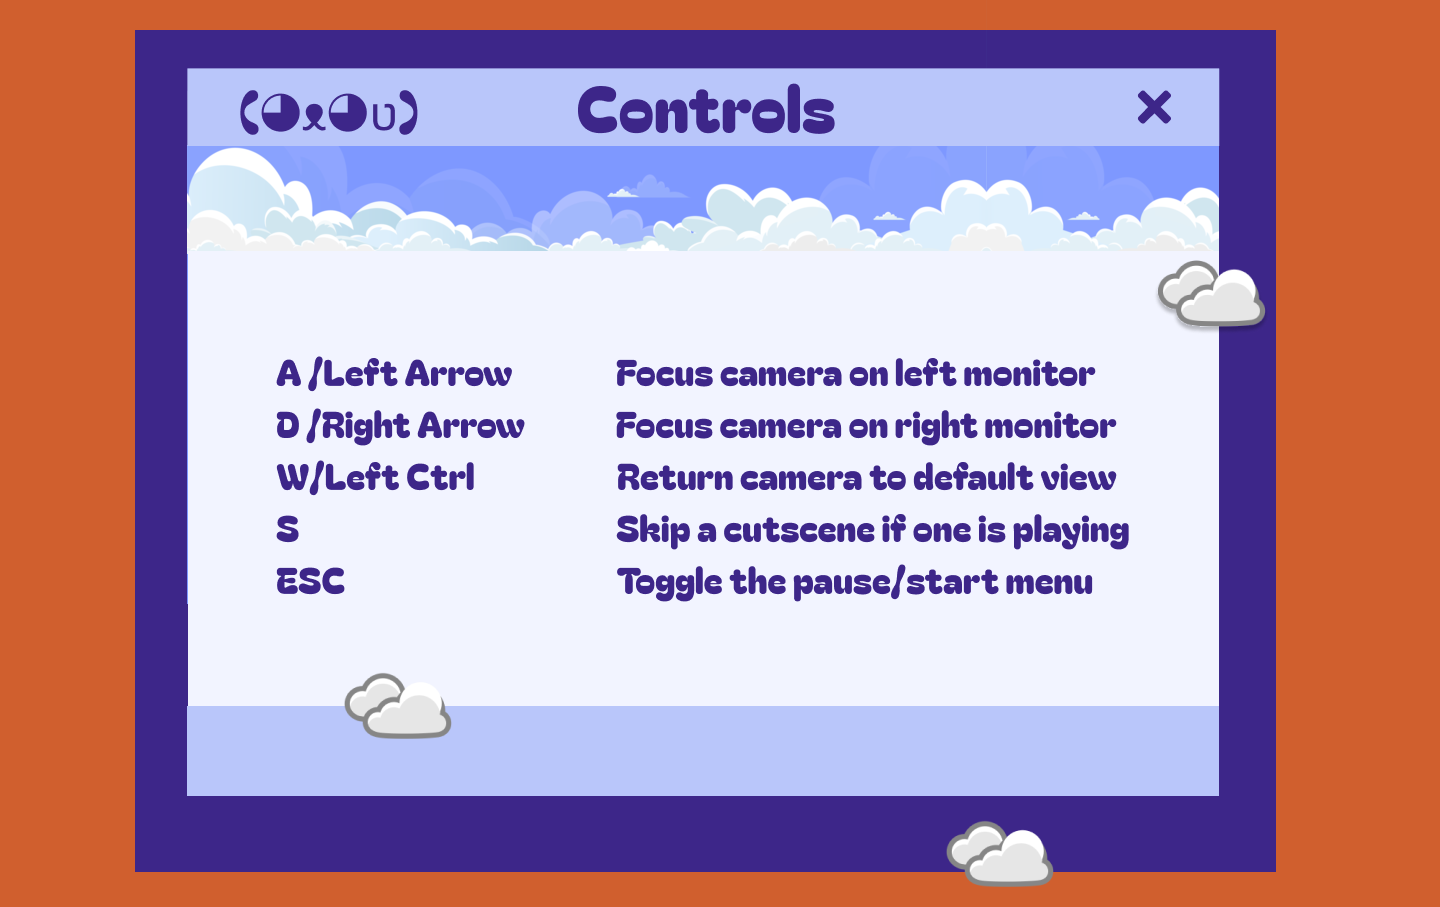 (◕ᴥ◕ʋ)
Controls
A /Left Arrow Focus camera on left monitor
D /Right Arrow Focus camera on right monitor
W/Left Ctrl Return camera to default view
S Skip a cutscene if one is playing
ESC Toggle the pause/start menu